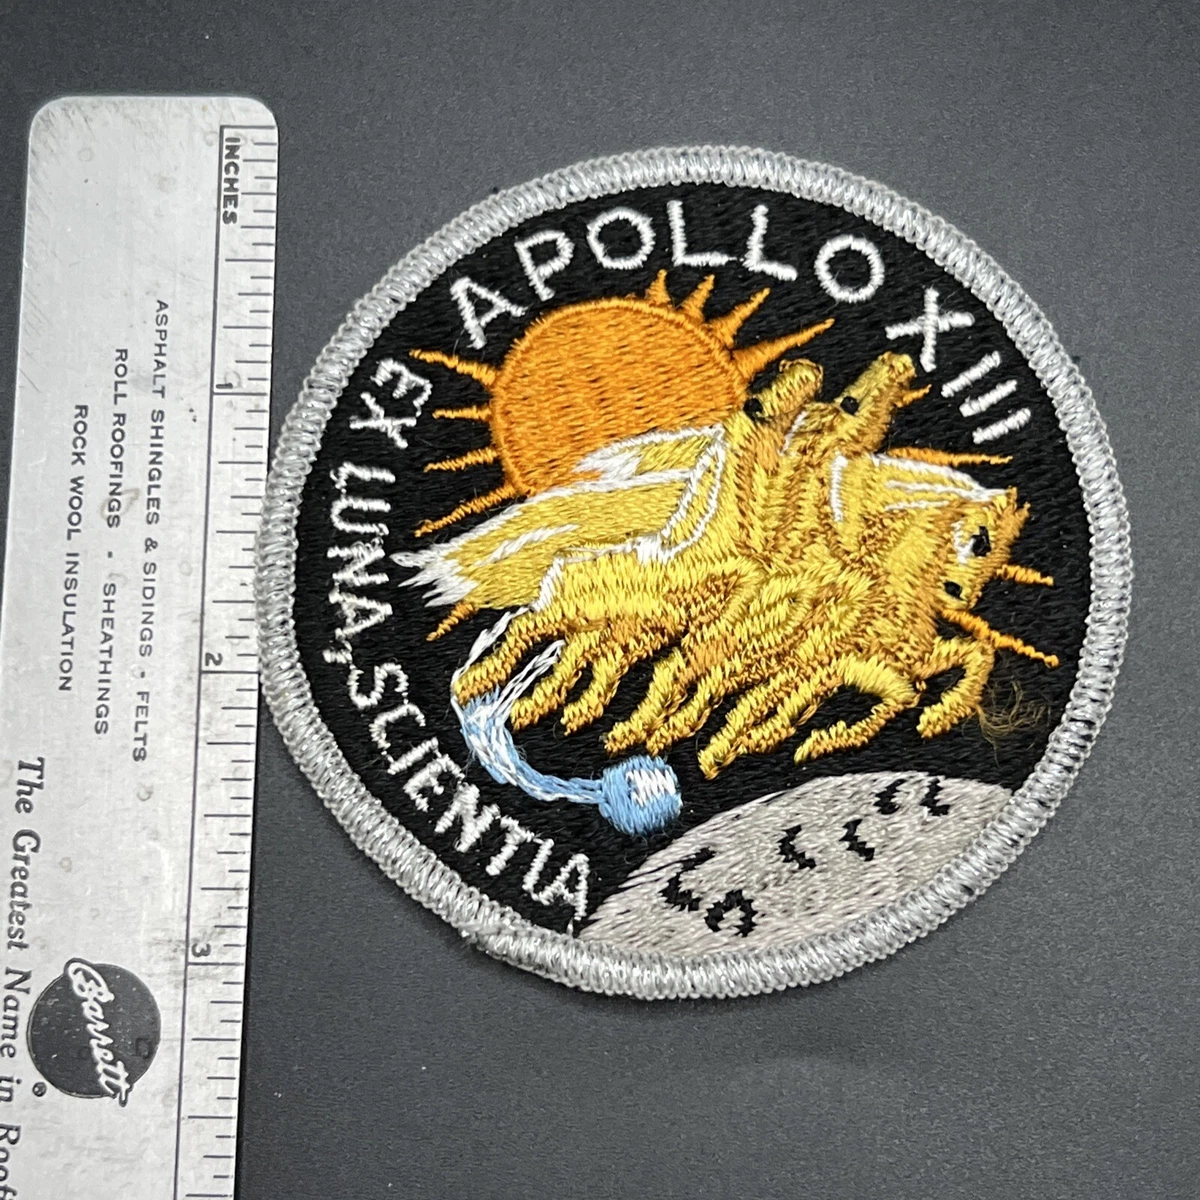 APOLLO XIII
EX LUNA, SCIENTIA
INCHES
1
2
3
ASPHALT SHINGLES & SIDINGS • FELTS
ROLL ROOFINGS • SHEATHINGS
ROCK WOOL INSULATION
Barrett
®
The Greatest Name in